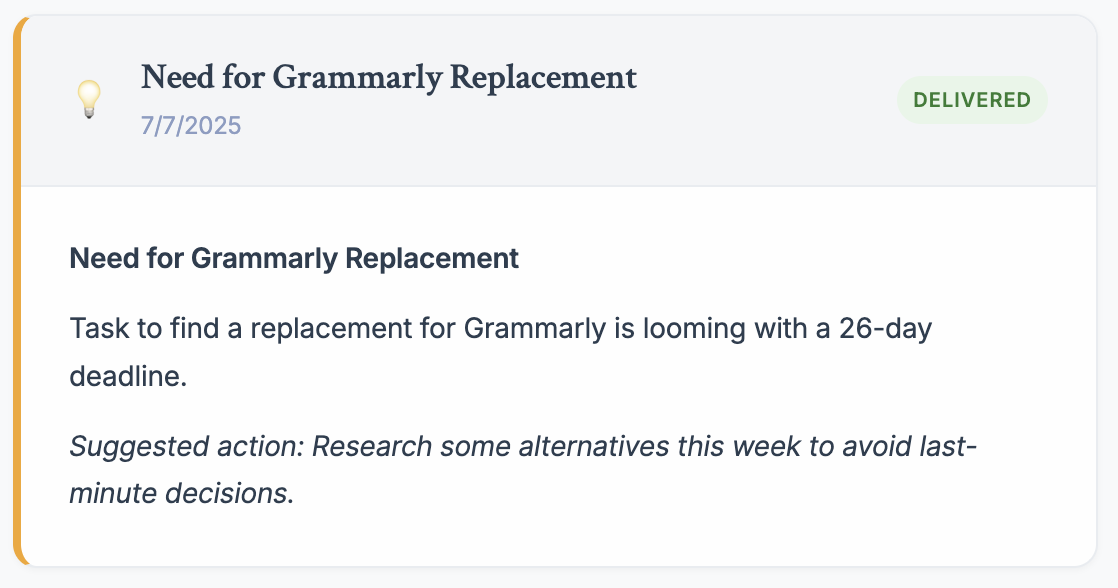 Need for Grammarly Replacement
7/7/2025
DELIVERED
Need for Grammarly Replacement
Task to find a replacement for Grammarly is looming with a 26-day
deadline.
Suggested action: Research some alternatives this week to avoid last-
minute decisions.